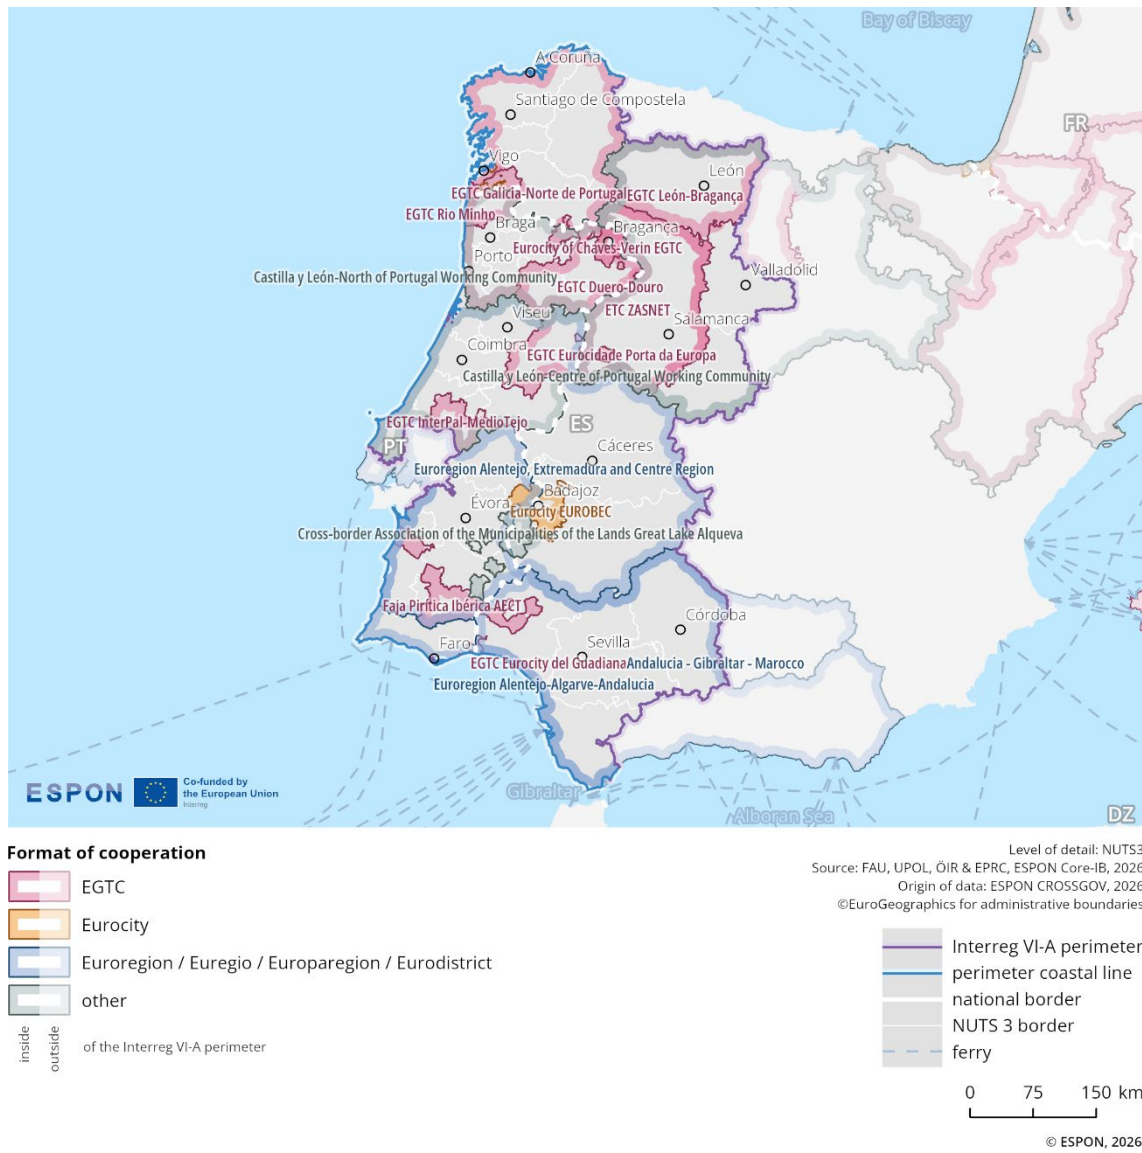 Bay of Biscay
A Coruña
FR
Santiago de Compostela
Vigo
León
EGTC Galicia-Norte de Portugal
EGTC León-Bragança
EGTC Rio Minho
Braga
Bragança
Eurocity of Chaves-Verin EGTC
Porto
Valladolid
Castilla y León-North of Portugal Working Community
EGTC Duero-Douro
ETC ZASNET
Viseu
Salamanca
Coimbra
EGTC Eurocidade Porta da Europa
Castilla y León-Centre of Portugal Working Community
EGTC InterPal-MedioTejo
ES
PT
Cáceres
Euroregion Alentejo, Extremadura and Centre Region
Badajoz
Évora
Eurocity EUROBEC
Cross-border Association of the Municipalities of the Lands Great Lake Alqueva
Faja Pirítica Ibérica AECT
Córdoba
Faro
Sevilla
EGTC Eurocity del Guadiana
Andalucia - Gibraltar - Marocco
Euroregion Alentejo-Algarve-Andalucia
Gibraltar
Alboran Sea
DZ
ESPON
Co-funded by
the European Union
Interreg
Format of cooperation
EGTC
Eurocity
Euroregion / Euregio / Europaregion / Eurodistrict
other
inside
outside
of the Interreg VI-A perimeter
Level of detail: NUTS3
Source: FAU, UPOL, ÖIR & EPRC, ESPON Core-IB, 2026
Origin of data: ESPON CROSSGOV, 2026
©EuroGeographics for administrative boundaries
Interreg VI-A perimeter
perimeter coastal line
national border
NUTS 3 border
ferry
0 75 150 km
© ESPON, 2026